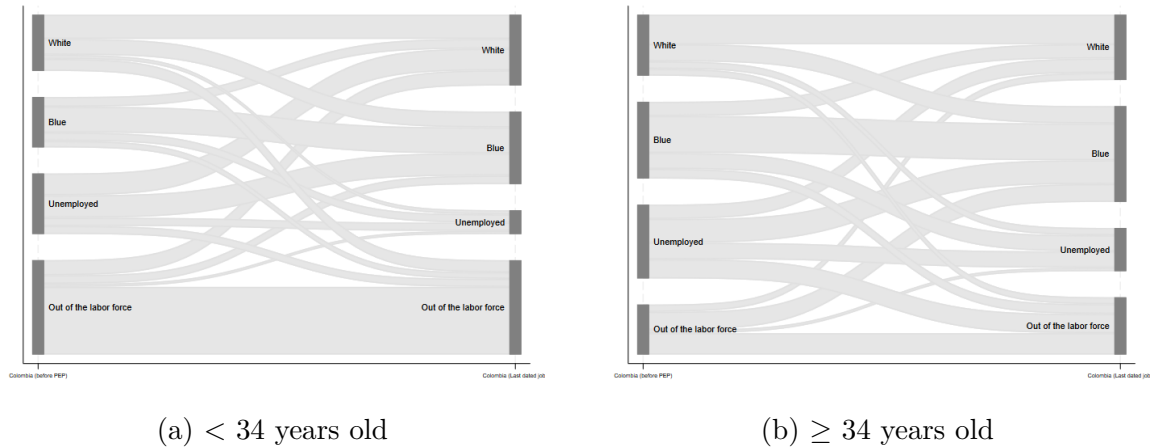 White
Blue
Unemployed
Out of the labor force
White
Blue
Unemployed
Out of the labor force
Colombia (before PEP)
Colombia (Last dated job
(a) < 34 years old
White
Blue
Unemployed
Out of the labor force
White
Blue
Unemployed
Out of the labor force
Colombia (before PEP)
Colombia (Last dated job
(b) ≥ 34 years old